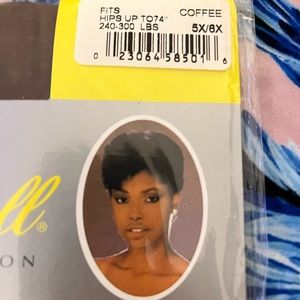 FITS COFFEE
HIPS UP TO74"
240-300 LBS 5X/6X
0 23064 58501 6
ll®
ON